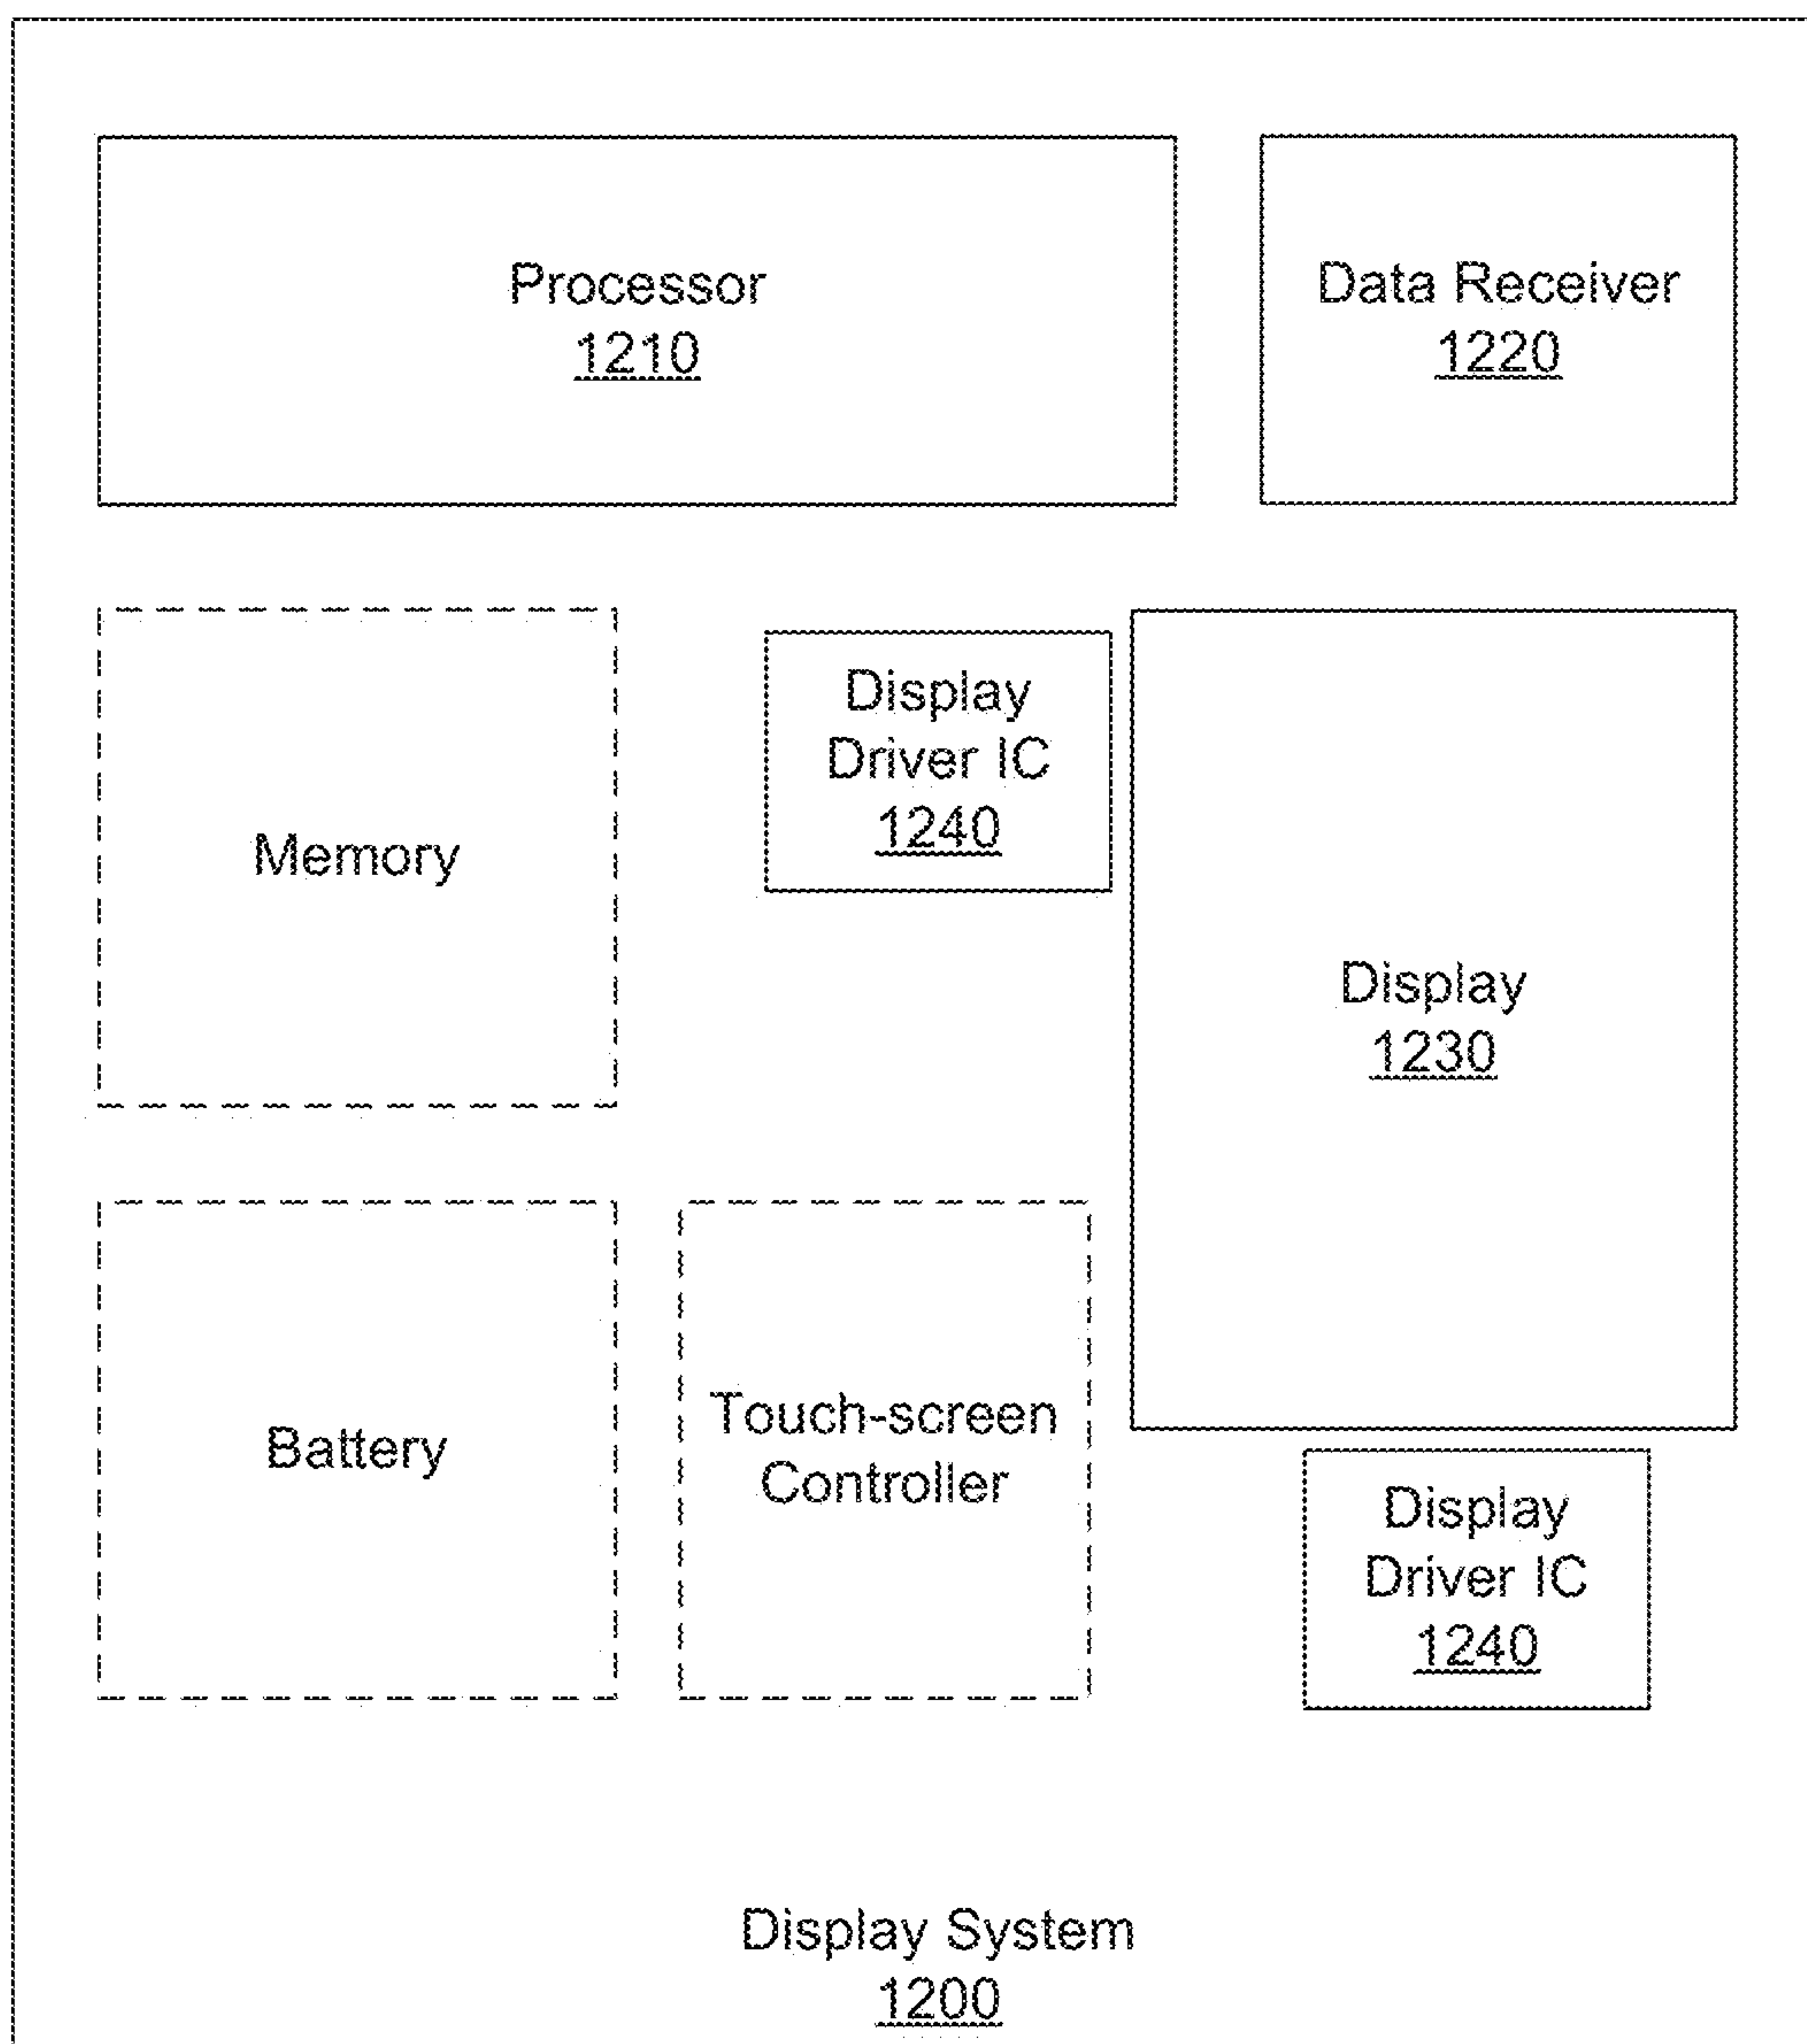 Processor
1210
Data Receiver
1220
Memory
Display
Driver IC
1240
Display
1230
Battery
Touch-screen
Controller
Display
Driver IC
1240
Display System
1200